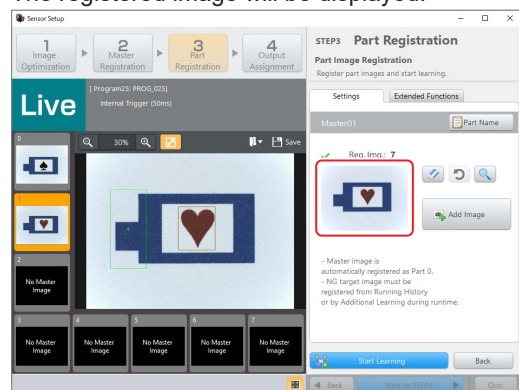 The registered image will be displayed.
Sensor Setup
1
Image
Optimization
2
Master
Registration
3
Part
Registration
4
Output
Assignment
Live
[ Program25: PROG_025]
Internal Trigger (50ms)
30%
Save
0
1
2
No Master
Image
3
No Master
Image
4
No Master
Image
5
No Master
Image
6
No Master
Image
7
No Master
Image
STEP3 Part Registration
Part Image Registration
Register part images and start learning.
Settings
Extended Functions
Master01
Part Name
Reg. Img.: 7
Add Image
- Master image is
automatically registered as Part 0.
- NG target image must be
registered from Running History
or by Additional Learning during runtime.
Start Learning
Back
Back
Next to STEP4
Quit